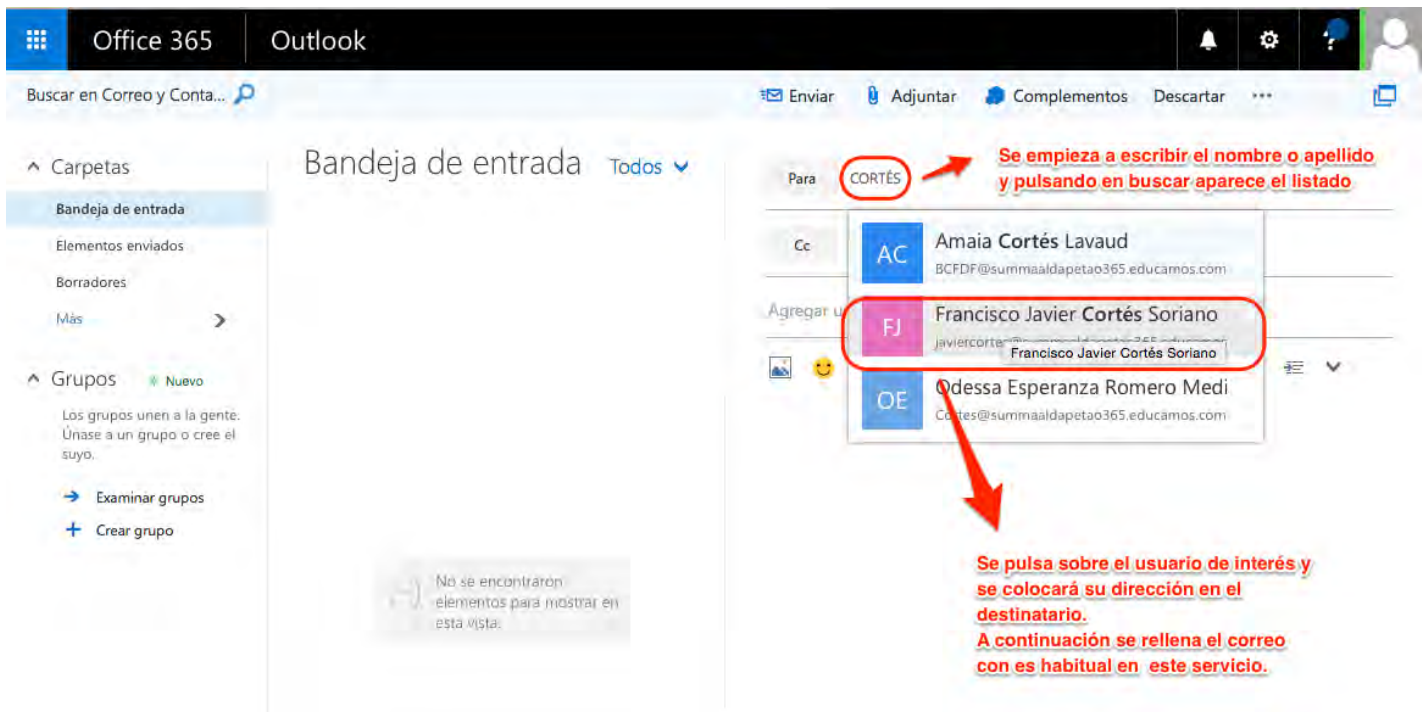 Office 365
Outlook
Buscar en Correo y Conta...
Enviar
Adjuntar
Complementos
Descartar
...
Carpetas
Bandeja de entrada
Elementos enviados
Borradores
Más
Grupos
Nuevo
Los grupos unen a la gente.
Únase a un grupo o cree el
suyo.
Examinar grupos
Crear grupo
Bandeja de entrada Todos
No se encontraron
elementos para mostrar en
esta vista.
Para CORTÉS
Se empieza a escribir el nombre o apellido
y pulsando en buscar aparece el listado
Cc
AC
Amaia Cortés Lavaud
BCFDF@summaaldapetao365.educamos.com
Agregar u
FJ
Francisco Javier Cortés Soriano
Francisco Javier Cortés Soriano
OE
Odessa Esperanza Romero Medi
Cortes@summaaldapetao365.educamos.com
Se pulsa sobre el usuario de interés y
se colocará su dirección en el
destinatario.
A continuación se rellena el correo
con es habitual en este servicio.